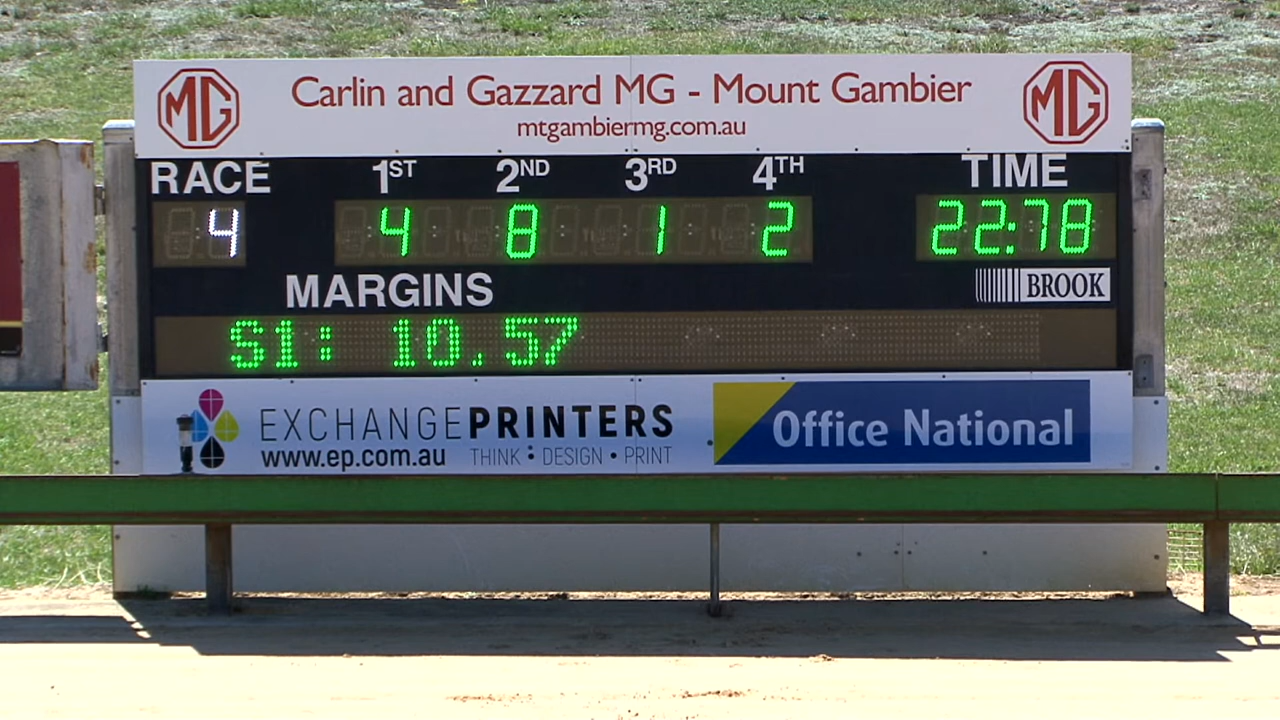 MG Carlin and Gazzard MG - Mount Gambier MG
mtgambiermg.com.au
RACE 1ST 2ND 3RD 4TH TIME
4 4 8 1 2 22:78
MARGINS BROOK
S1: 10.57
EXCHANGEPRINTERS Office National
www.ep.com.au THINK : DESIGN • PRINT